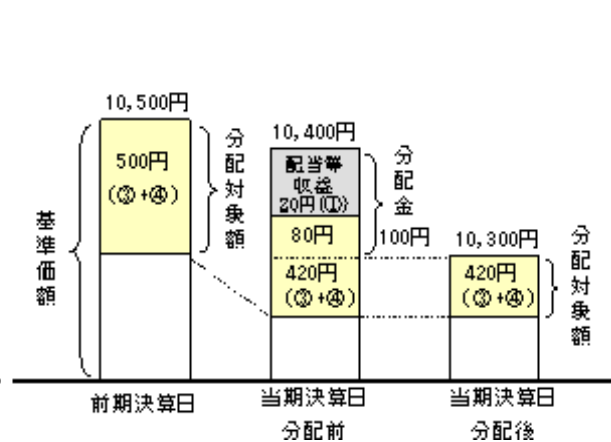 10,500円
500円
(③+④)
分配対象額
基準価額
前期決算日
10,400円
配当等
収益
20円(①)
80円
420円
(③+④)
分配金
100円
当期決算日
分配前
10,300円
420円
(③+④)
分配対象額
当期決算日
分配後